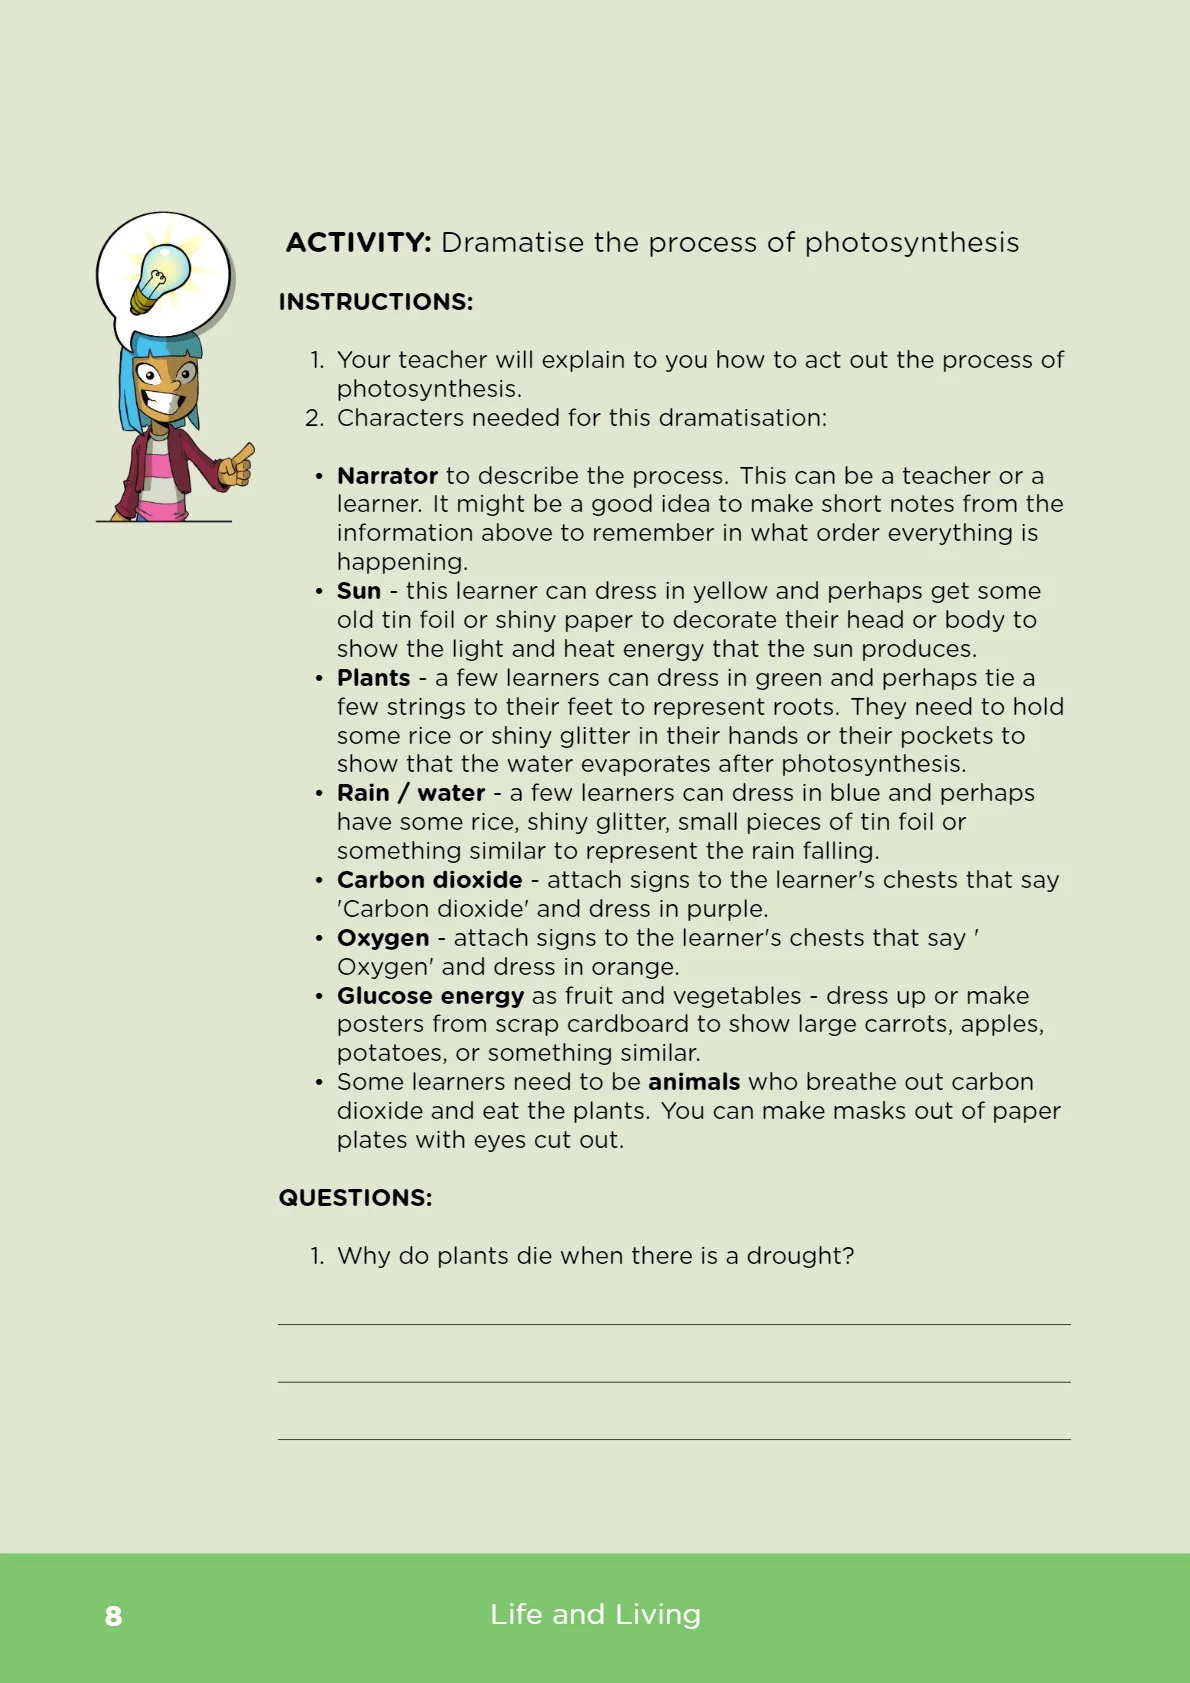 ACTIVITY: Dramatise the process of photosynthesis
INSTRUCTIONS:
1. Your teacher will explain to you how to act out the process of
photosynthesis.
2. Characters needed for this dramatisation:
• Narrator to describe the process. This can be a teacher or a
learner. It might be a good idea to make short notes from the
information above to remember in what order everything is
happening.
• Sun - this learner can dress in yellow and perhaps get some
old tin foil or shiny paper to decorate their head or body to
show the light and heat energy that the sun produces.
• Plants - a few learners can dress in green and perhaps tie a
few strings to their feet to represent roots. They need to hold
some rice or shiny glitter in their hands or their pockets to
show that the water evaporates after photosynthesis.
• Rain / water - a few learners can dress in blue and perhaps
have some rice, shiny glitter, small pieces of tin foil or
something similar to represent the rain falling.
• Carbon dioxide - attach signs to the learner's chests that say
'Carbon dioxide' and dress in purple.
• Oxygen - attach signs to the learner's chests that say '
Oxygen' and dress in orange.
• Glucose energy as fruit and vegetables - dress up or make
posters from scrap cardboard to show large carrots, apples,
potatoes, or something similar.
• Some learners need to be animals who breathe out carbon
dioxide and eat the plants. You can make masks out of paper
plates with eyes cut out.
QUESTIONS:
1. Why do plants die when there is a drought?
8 Life and Living